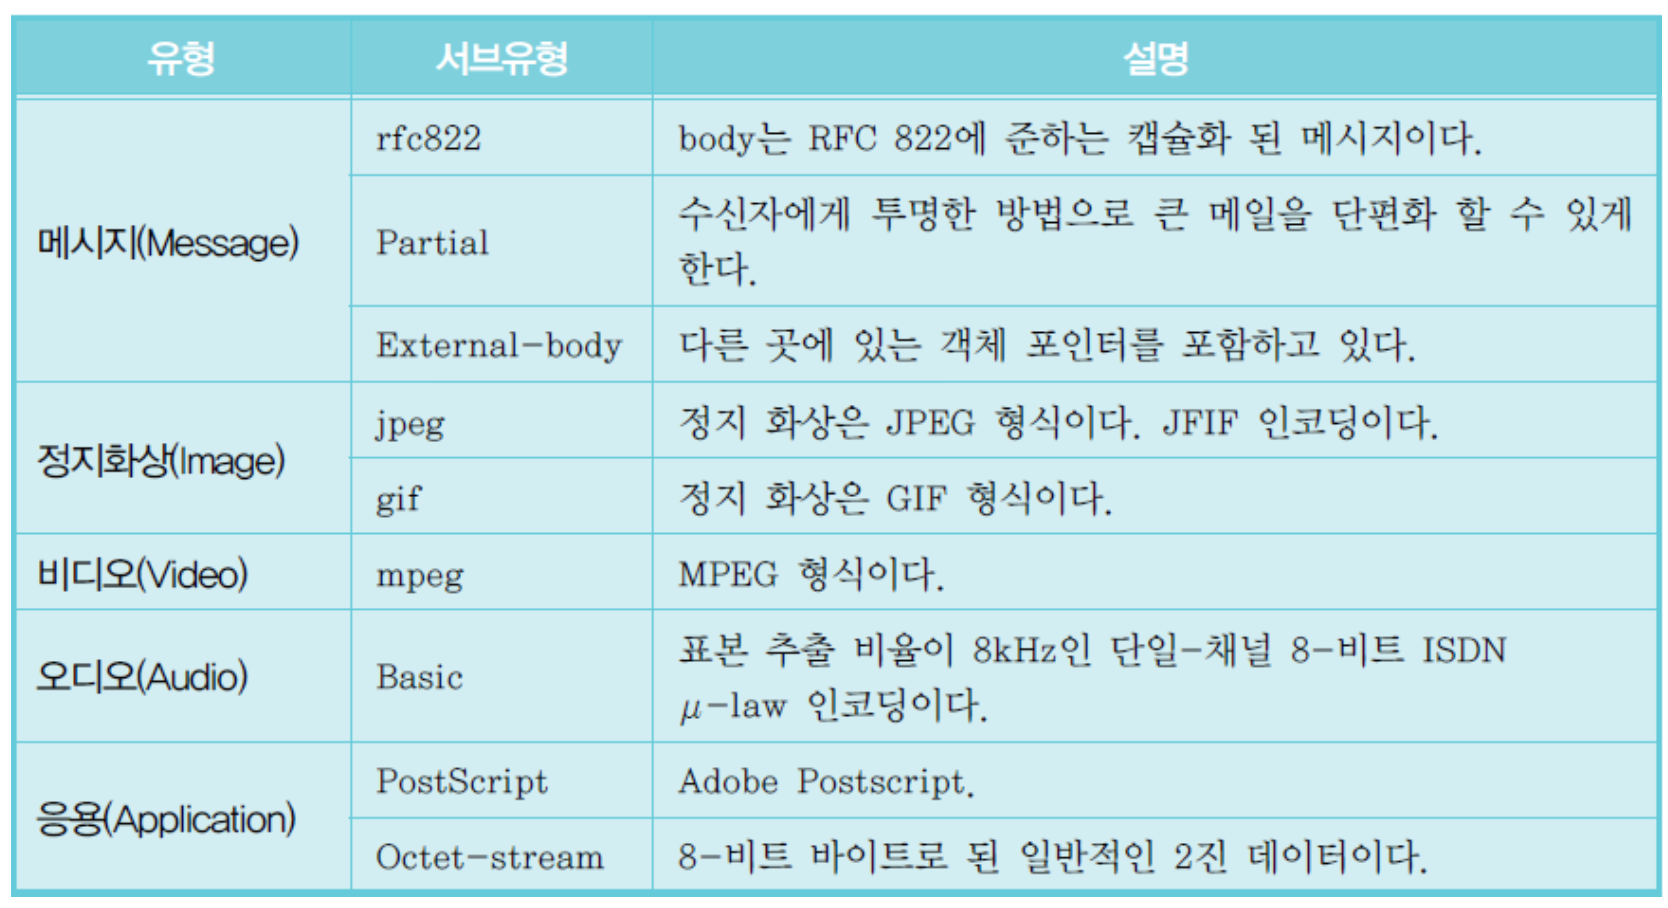 유형 서브유형 설명
메시지(Message)
rfc822 body는 RFC 822에 준하는 캡슐화 된 메시지이다.
Partial 수신자에게 투명한 방법으로 큰 메일을 단편화 할 수 있게
한다.
External-body 다른 곳에 있는 객체 포인터를 포함하고 있다.
정지화상(Image)
jpeg 정지 화상은 JPEG 형식이다. JFIF 인코딩이다.
gif 정지 화상은 GIF 형식이다.
비디오(Video) mpeg MPEG 형식이다.
오디오(Audio) Basic 표본 추출 비율이 8kHz인 단일-채널 8-비트 ISDN
μ-law 인코딩이다.
응용(Application)
PostScript Adobe Postscript.
Octet-stream 8-비트 바이트로 된 일반적인 2진 데이터이다.